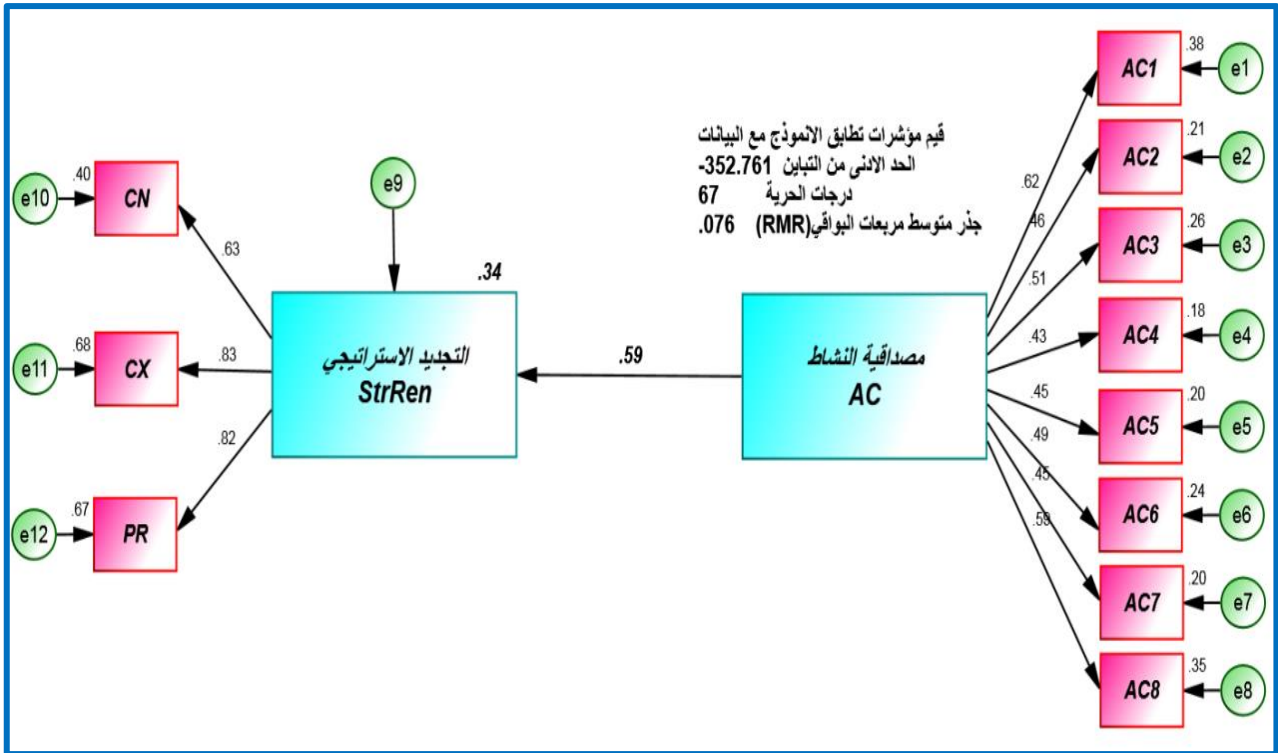 قيم مؤشرات تطابق الانموذج مع البيانات
الحد الادنى من التباين 352.761-
درجات الحرية 67
جذر متوسط مربعات البواقي(RMR) .076
e10
.40
CN
.63
e11
.68
CX
.83
e12
.67
PR
.82
e9
.34
التجديد الاستراتيجي
StrRen
.59
مصداقية النشاط
AC
.62
AC1
.38
e1
.46
AC2
.21
e2
.51
AC3
.26
e3
.43
AC4
.18
e4
.45
AC5
.20
e5
.49
AC6
.24
e6
.45
AC7
.20
e7
.59
AC8
.35
e8